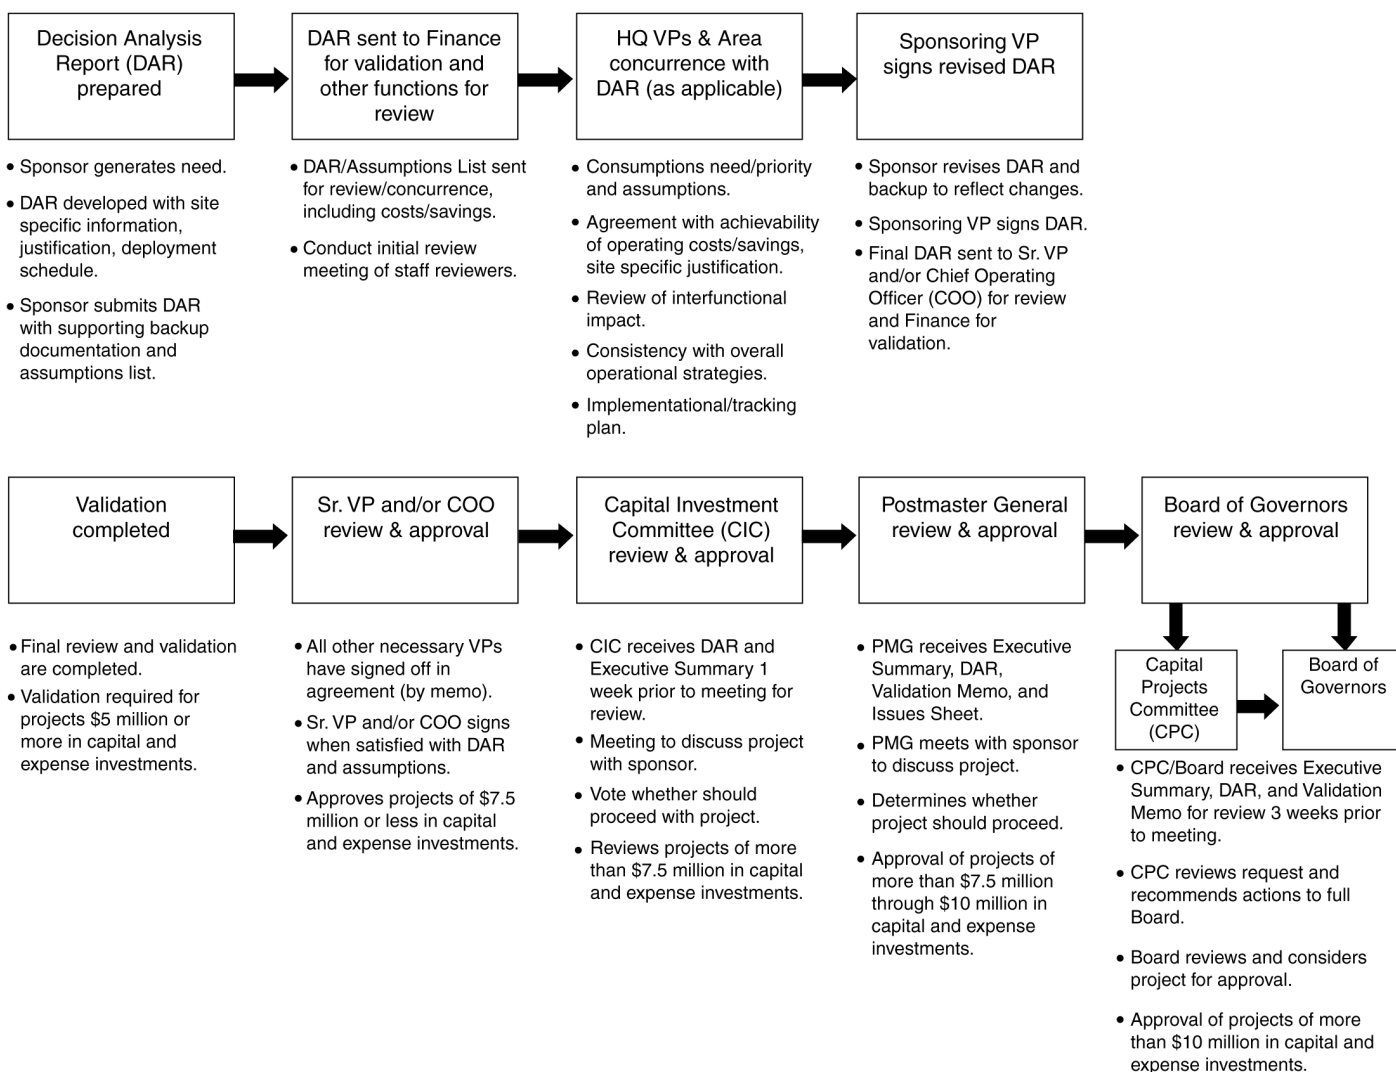 Decision Analysis
Report (DAR)
prepared
• Sponsor generates need.
• DAR developed with site
specific information,
justification, deployment
schedule.
• Sponsor submits DAR
with supporting backup
documentation and
assumptions list.
DAR sent to Finance
for validation and
other functions for
review
• DAR/Assumptions List sent
for review/concurrence,
including costs/savings.
• Conduct initial review
meeting of staff reviewers.
HQ VPs & Area
concurrence with
DAR (as applicable)
• Consumptions need/priority
and assumptions.
• Agreement with achievability
of operating costs/savings,
site specific justification.
• Review of interfunctional
impact.
• Consistency with overall
operational strategies.
• Implementational/tracking
plan.
Sponsoring VP
signs revised DAR
• Sponsor revises DAR and
backup to reflect changes.
• Sponsoring VP signs DAR.
• Final DAR sent to Sr. VP
and/or Chief Operating
Officer (COO) for review
and Finance for
validation.
Validation
completed
• Final review and validation
are completed.
• Validation required for
projects $5 million or
more in capital and
expense investments.
Sr. VP and/or COO
review & approval
• All other necessary VPs
have signed off in
agreement (by memo).
• Sr. VP and/or COO signs
when satisfied with DAR
and assumptions.
• Approves projects of $7.5
million or less in capital
and expense investments.
Capital Investment
Committee (CIC)
review & approval
• CIC receives DAR and
Executive Summary 1
week prior to meeting for
review.
• Meeting to discuss project
with sponsor.
• Vote whether should
proceed with project.
• Reviews projects of more
than $7.5 million in capital
and expense investments.
Postmaster General
review & approval
• PMG receives Executive
Summary, DAR,
Validation Memo, and
Issues Sheet.
• PMG meets with sponsor
to discuss project.
• Determines whether
project should proceed.
• Approval of projects of
more than $7.5 million
through $10 million in
capital and expense
investments.
Board of Governors
review & approval
Capital
Projects
Committee
(CPC)
Board of
Governors
• CPC/Board receives Executive
Summary, DAR, and Validation
Memo for review 3 weeks prior
to meeting.
• CPC reviews request and
recommends actions to full
Board.
• Board reviews and considers
project for approval.
• Approval of projects of more
than $10 million in capital and
expense investments.